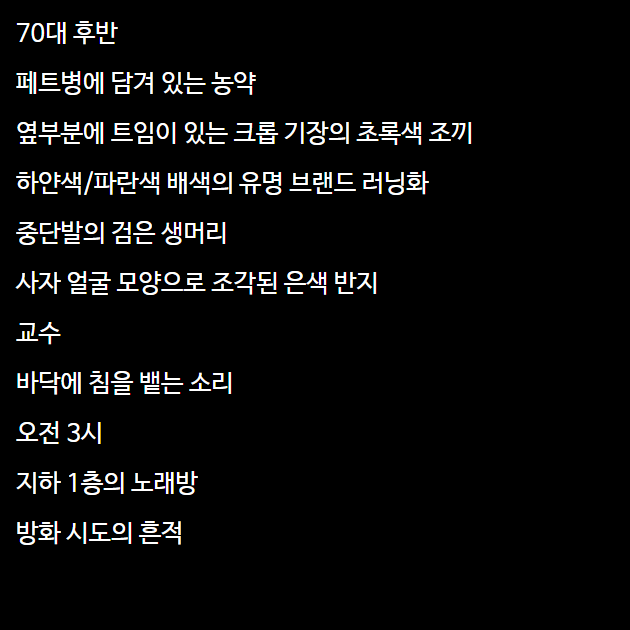 70대 후반
페트병에 담겨 있는 농약
옆부분에 트임이 있는 크롭 기장의 초록색 조끼
하얀색/파란색 배색의 유명 브랜드 러닝화
중단발의 검은 생머리
사자 얼굴 모양으로 조각된 은색 반지
교수
바닥에 침을 뱉는 소리
오전 3시
지하 1층의 노래방
방화 시도의 흔적